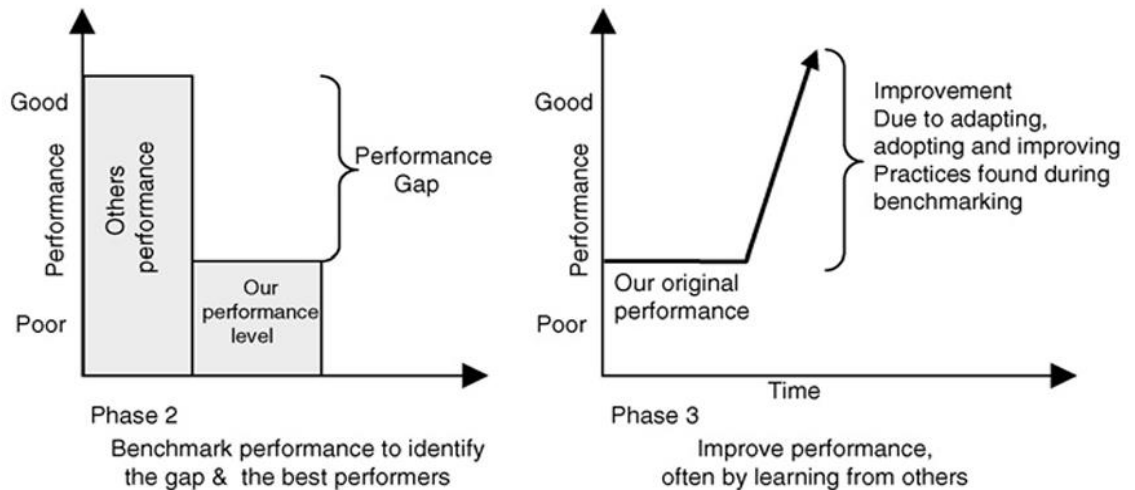 Good
Performance
Poor
Others
performance
Our
performance
level
Performance
Gap
Phase 2
Benchmark performance to identify
the gap & the best performers
Good
Performance
Poor
Our original
performance
Improvement
Due to adapting,
adopting and improving
Practices found during
benchmarking
Time
Phase 3
Improve performance,
often by learning from others